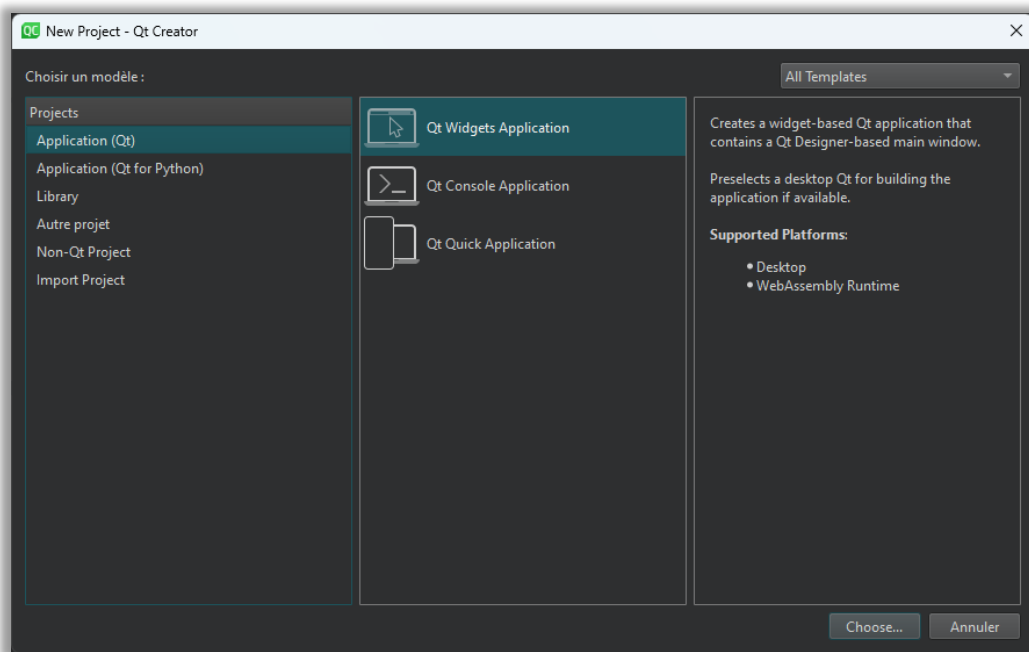 QC New Project - Qt Creator
Choisir un modèle :
All Templates
Projects
Application (Qt)
Application (Qt for Python)
Library
Autre projet
Non-Qt Project
Import Project
Qt Widgets Application
Qt Console Application
Qt Quick Application
Creates a widget-based Qt application that
contains a Qt Designer-based main window.
Preselects a desktop Qt for building the
application if available.
Supported Platforms:
• Desktop
• WebAssembly Runtime
Choose...
Annuler